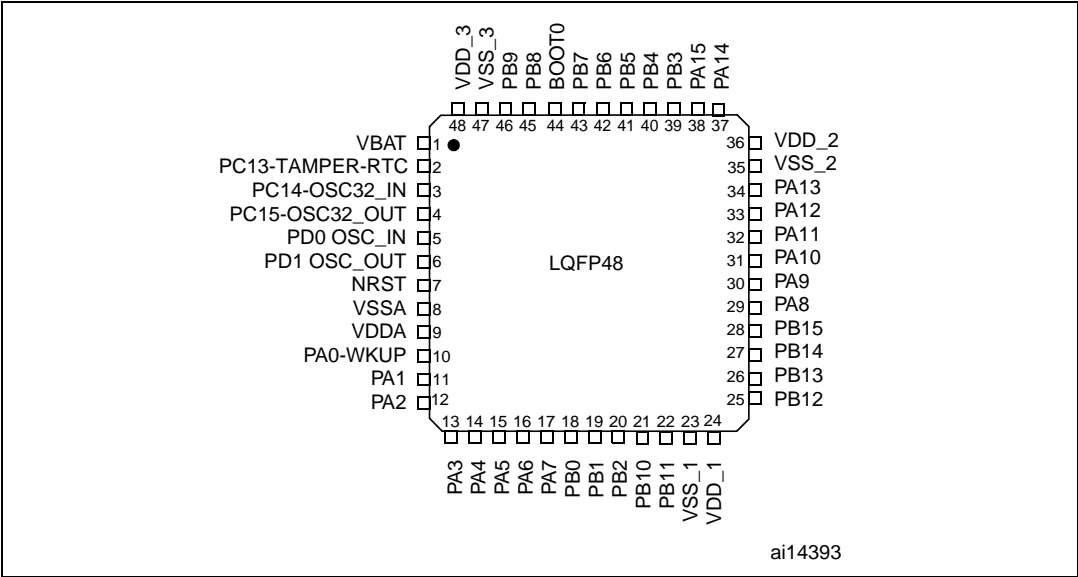 VDD_3
VSS_3
PB9
PB8
BOOT0
PB7
PB6
PB5
PB4
PB3
PA15
PA14
48 47 46 45 44 43 42 41 40 39 38 37
VBAT 1
PC13-TAMPER-RTC 2
PC14-OSC32_IN 3
PC15-OSC32_OUT 4
PD0 OSC_IN 5
PD1 OSC_OUT 6
NRST 7
VSSA 8
VDDA 9
PA0-WKUP 10
PA1 11
PA2 12
LQFP48
36 VDD_2
35 VSS_2
34 PA13
33 PA12
32 PA11
31 PA10
30 PA9
29 PA8
28 PB15
27 PB14
26 PB13
25 PB12
13 14 15 16 17 18 19 20 21 22 23 24
PA3
PA4
PA5
PA6
PA7
PB0
PB1
PB2
PB10
PB11
VSS_1
VDD_1
ai14393